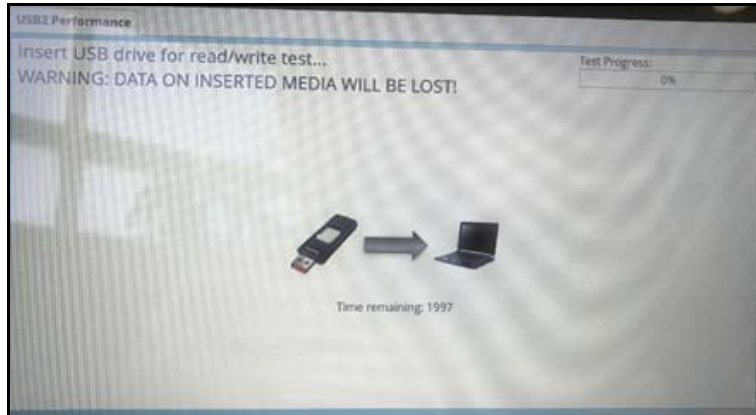 USB2 Performance
Insert USB drive for read/write test...
WARNING: DATA ON INSERTED MEDIA WILL BE LOST!
Test Progress:
0%
Time remaining: 1997